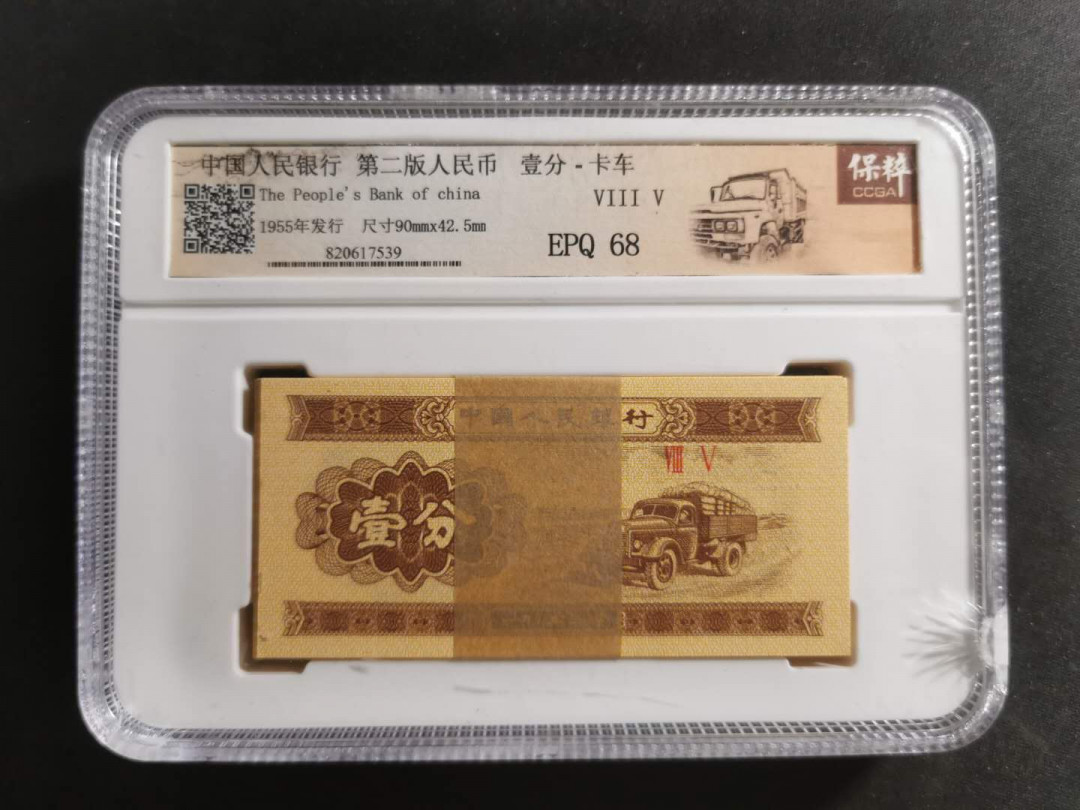 中国人民银行 第二版人民币 壹分-卡车
保粹
CCGA
The People's Bank of china
VIII V
1955年发行 尺寸90mmx42.5mm
EPQ 68
820617539
中国人民银行
VIII V
壹分